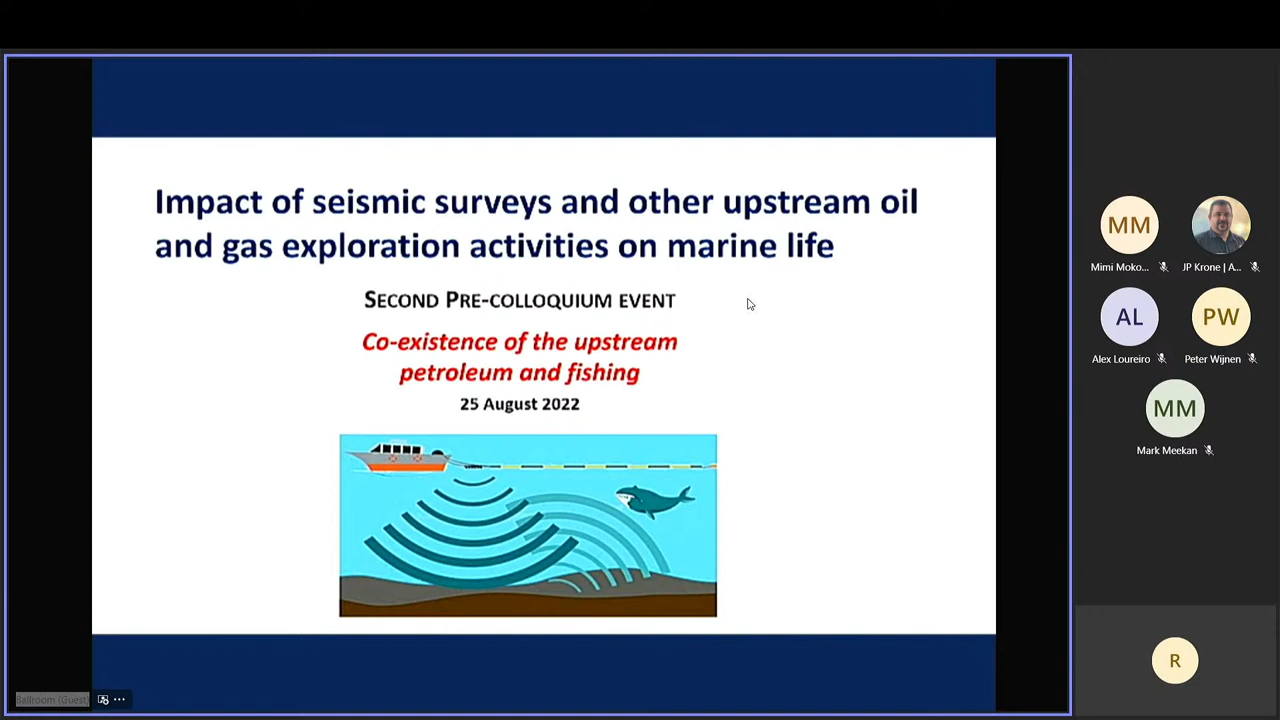 Impact of seismic surveys and other upstream oil
and gas exploration activities on marine life
SECOND PRE-COLLOQUIUM EVENT
Co-existence of the upstream
petroleum and fishing
25 August 2022
MM
Mimi Moko...
JP Krone | A...
AL
Alex Loureiro
PW
Peter Wijnen
MM
Mark Meekan
R
Ballroom (Guest)